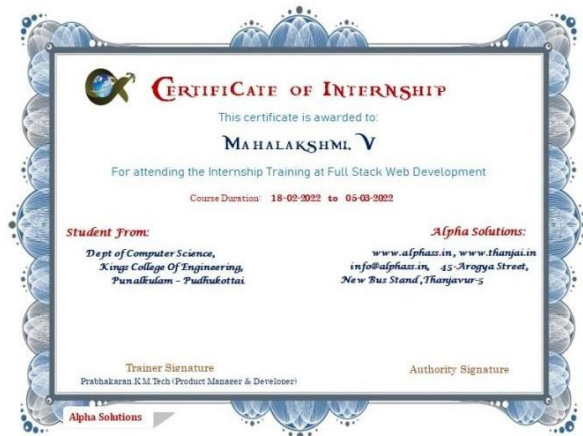 CERTIFICATE OF INTERNSHIP
This certificate is awarded to:
MAHALAKSHMI. V
For attending the Internship Training at Full Stack Web Development
Course Duration: 18-02-2022 to 05-03-2022
Student From:
Dept of Computer Science,
Kings College Of Engineering,
Punalkulam – Pudhukottai
Alpha Solutions:
www.alphass.in, www.thanjai.in
info@alphass.in, 45-Arogya Street,
New Bus Stand, Thanjavur-5
Trainer Signature
Prabhakaran.K M.Tech (Product Manager & Developer)
Authority Signature
Alpha Solutions